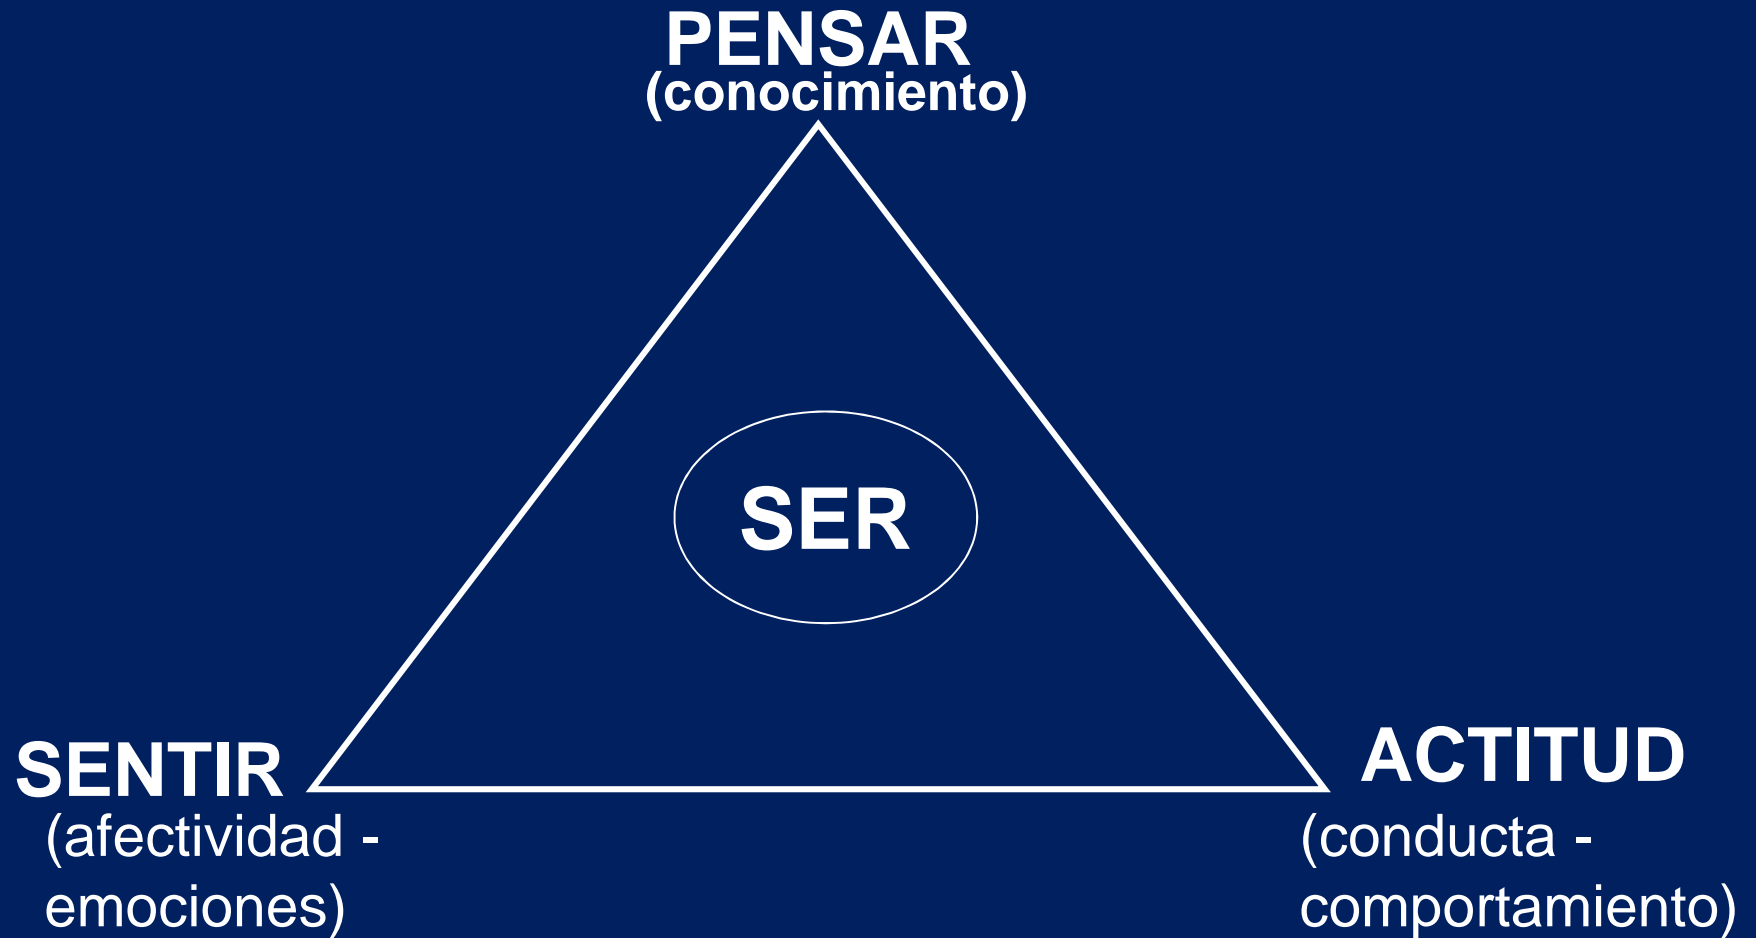 PENSAR
(conocimiento)
SER
SENTIR
(afectividad -
emociones)
ACTITUD
(conducta -
comportamiento)